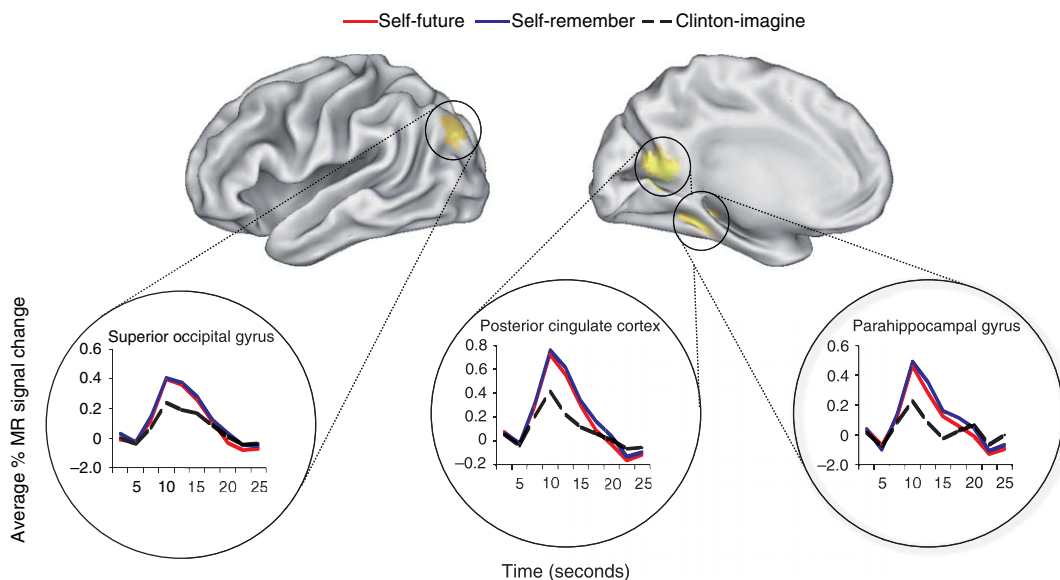 Self-future Self-remember Clinton-imagine
Average % MR signal change
Superior occipital gyrus
0.6
0.4
0.2
0
–2.0
5 10 15 20 25
Posterior cingulate cortex
0.8
0.6
0.4
0.2
0
–0.2
5 10 15 20 25
Parahippocampal gyrus
0.6
0.4
0.2
0
–2.0
5 10 15 20 25
Time (seconds)